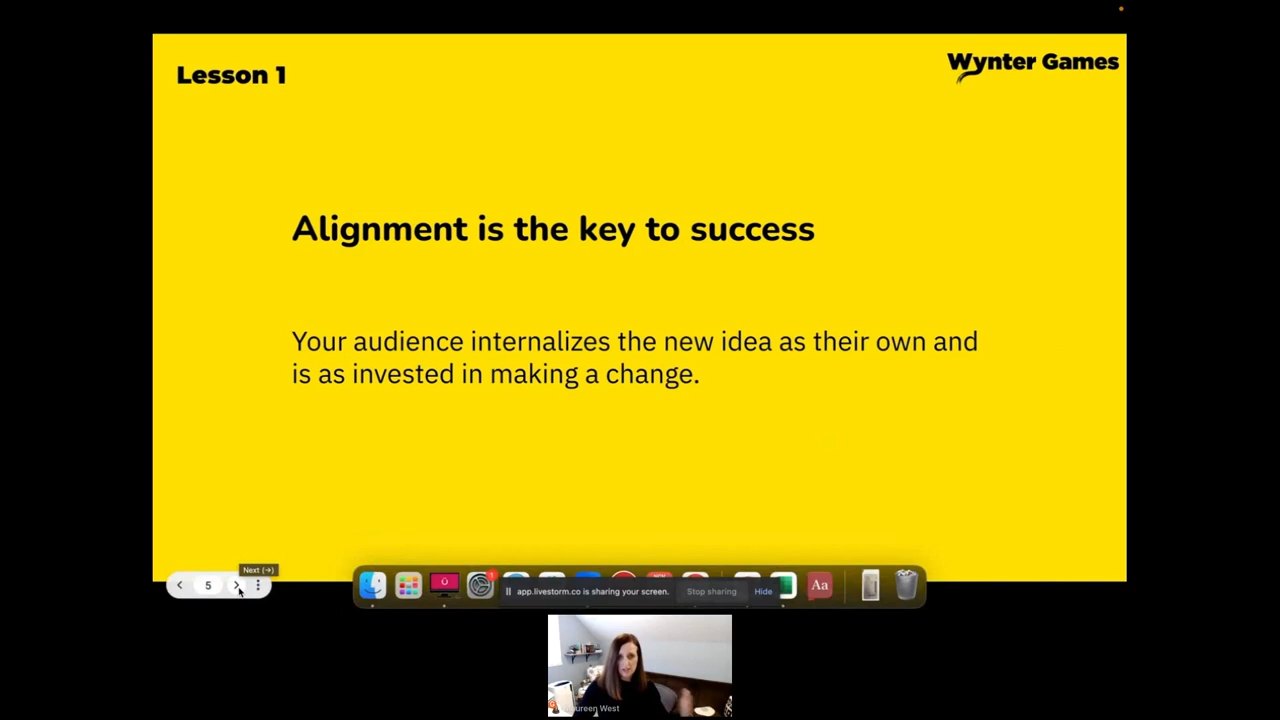 Lesson 1
Wynter Games
Alignment is the key to success
Your audience internalizes the new idea as their own and
is as invested in making a change.
Next (→)
5
app.livestorm.co is sharing your screen.
Stop sharing
Hide
Aa
West